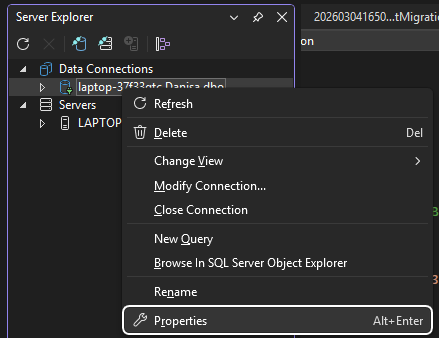 Server Explorer
202603041650...tMigratio
on
Data Connections
laptop-37f33gtc.Danisa.dbo
Servers
LAPTOP
Refresh
Delete Del
Change View
Modify Connection...
Close Connection
New Query
Browse In SQL Server Object Explorer
Rename
Properties Alt+Enter